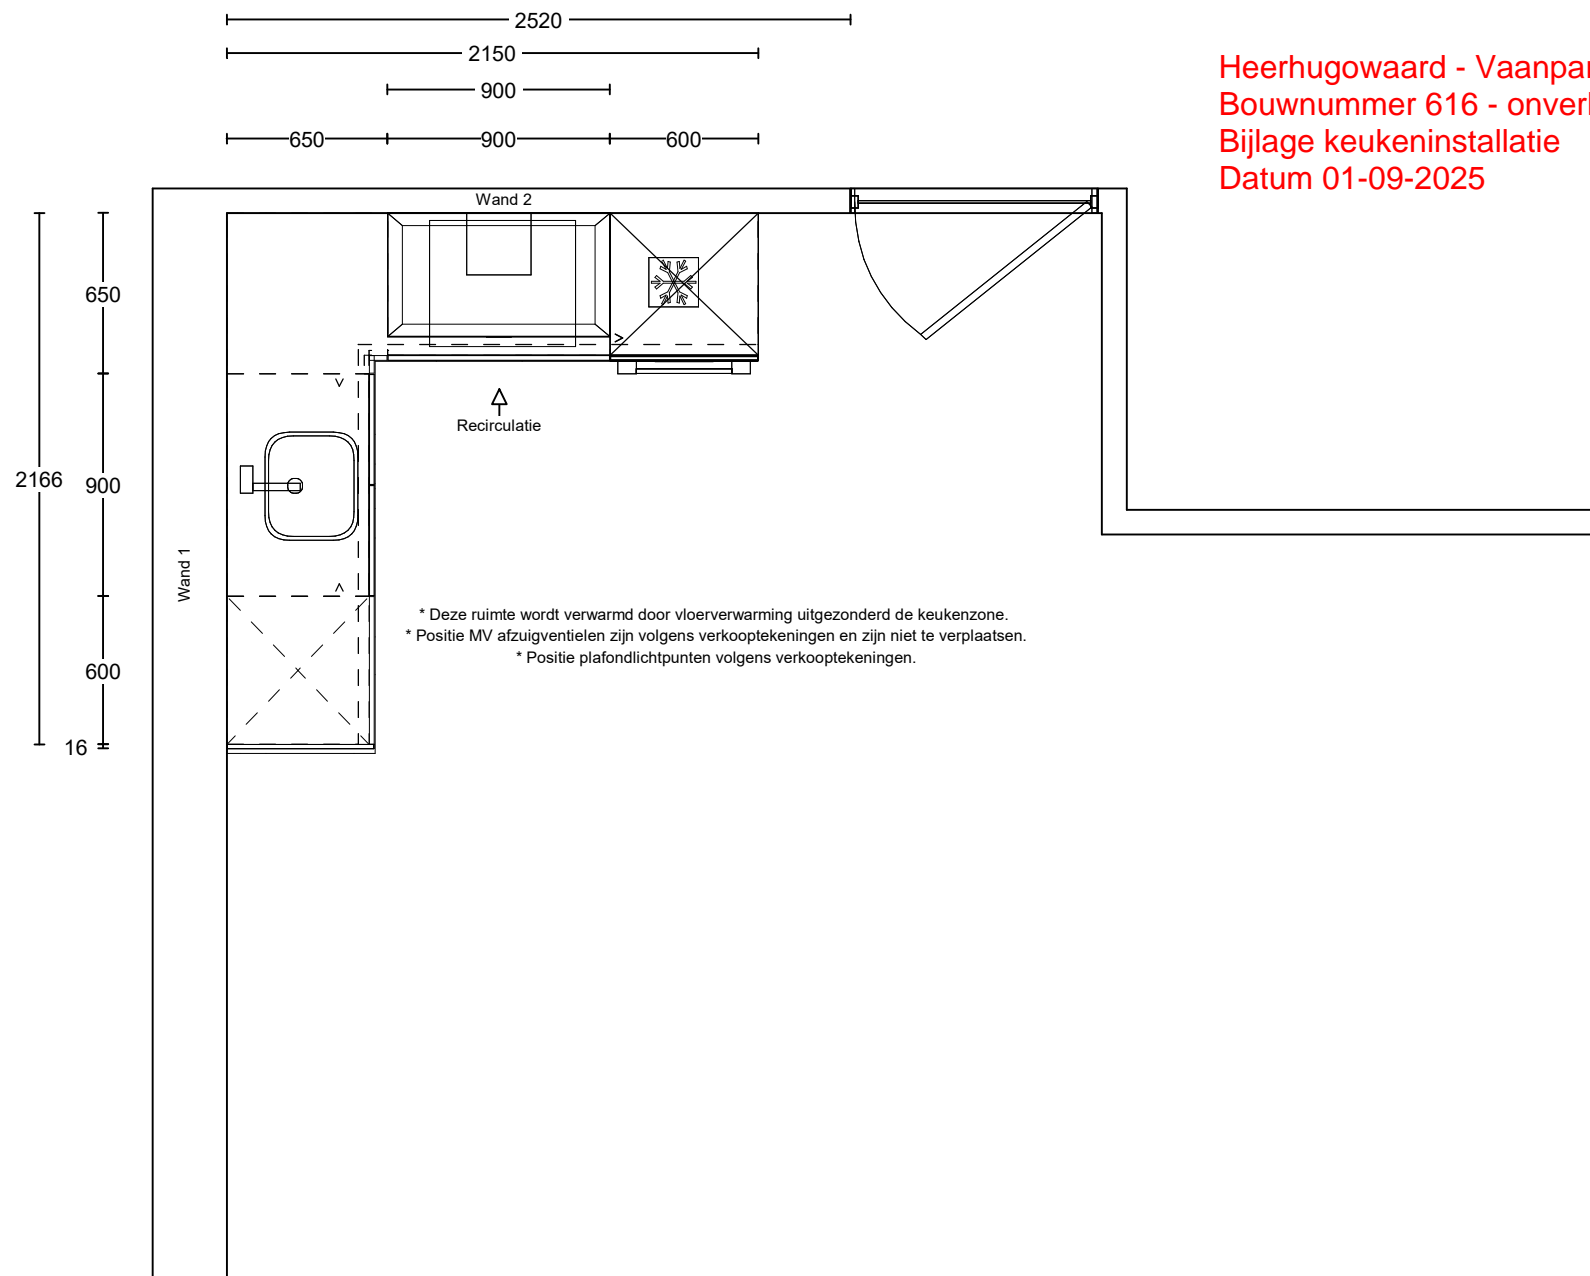 2520
2150
900
650 900 600
Heerhugowaard - Vaanpar
Bouwnummer 616 - onver
Bijlage keukeninstallatie
Datum 01-09-2025
Wand 2
650
Recirculatie
2166
900
Wand 1
* Deze ruimte wordt verwarmd door vloerverwarming uitgezonderd de keukenzone.
* Positie MV afzuigventielen zijn volgens verkooptekeningen en zijn niet te verplaatsen.
* Positie plafondlichtpunten volgens verkooptekeningen.
600
16